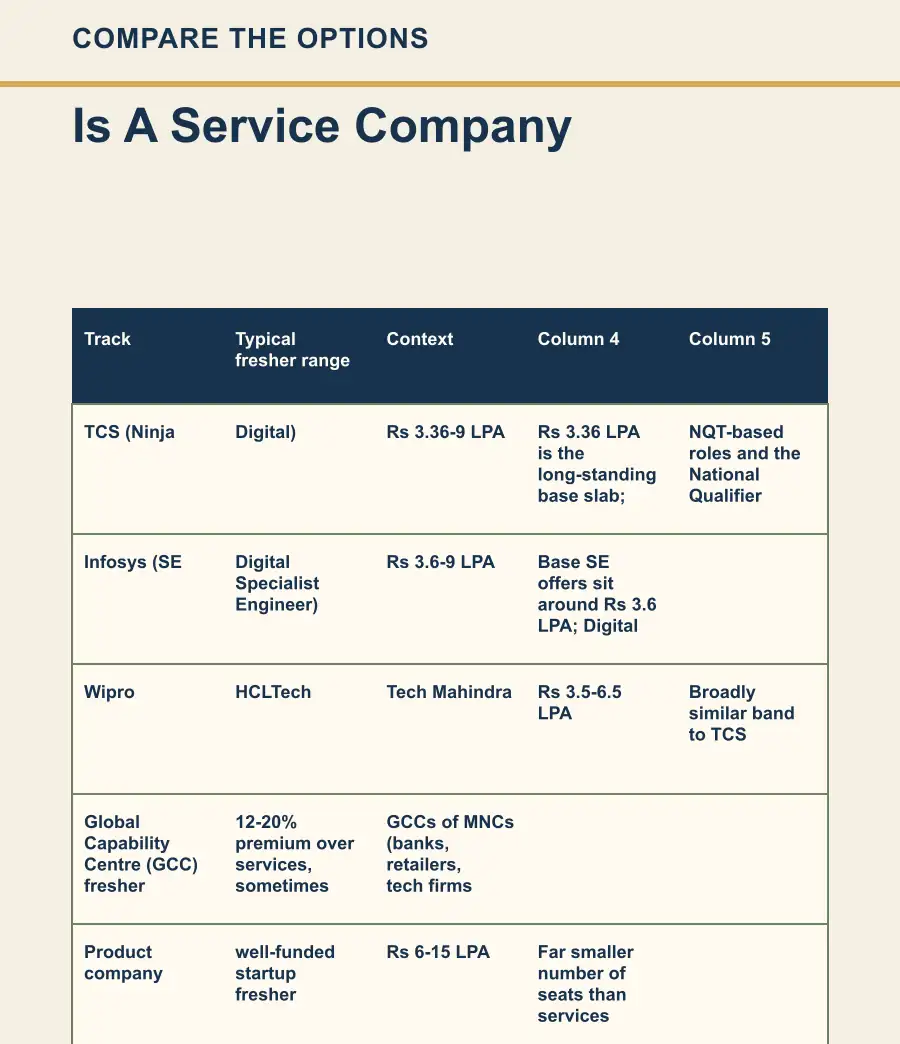 COMPARE THE OPTIONS
Is A Service Company
Track
Typical
fresher range
Context
Column 4
Column 5
TCS (Ninja
Digital)
Rs 3.36-9 LPA
Rs 3.36 LPA
is the
long-standing
base slab;
NQT-based
roles and the
National
Qualifier
Infosys (SE
Digital
Specialist
Engineer)
Rs 3.6-9 LPA
Base SE
offers sit
around Rs 3.6
LPA; Digital
Wipro
HCLTech
Tech Mahindra
Rs 3.5-6.5
LPA
Broadly
similar band
to TCS
Global
Capability
Centre (GCC)
fresher
12-20%
premium over
services,
sometimes
GCCs of MNCs
(banks,
retailers,
tech firms
Product
company
well-funded
startup
fresher
Rs 6-15 LPA
Far smaller
number of
seats than
services